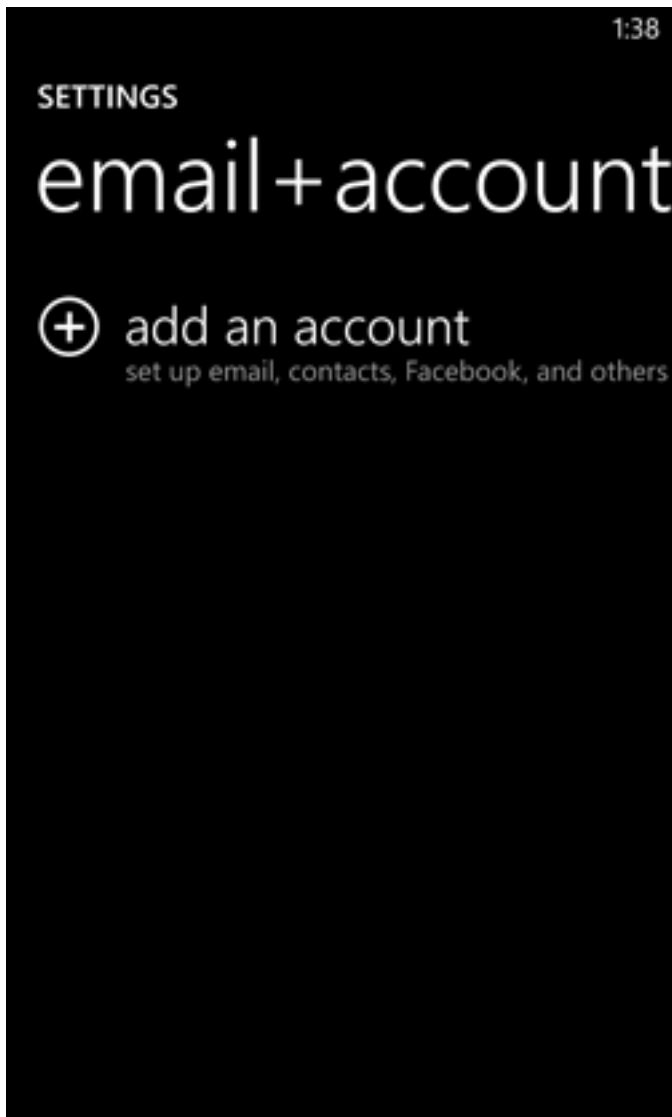 1:38
SETTINGS
email+account
add an account
set up email, contacts, Facebook, and others